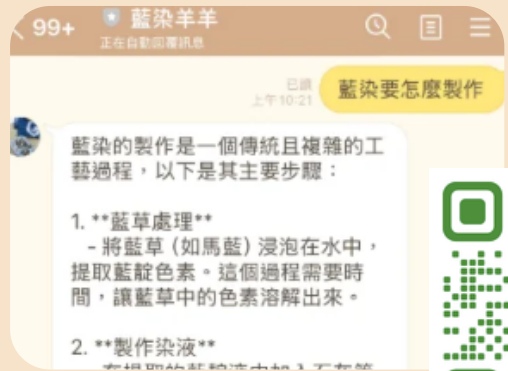 99+
藍染羊羊
正在自動回覆訊息
已讀
上午10:21
藍染要怎麼製作
藍染的製作是一個傳統且複雜的工
藝過程，以下是其主要步驟：
1. **藍草處理**
- 將藍草（如馬藍）浸泡在水中，
提取藍靛色素。這個過程需要時
間，讓藍草中的色素溶解出來。
2. **製作染液**